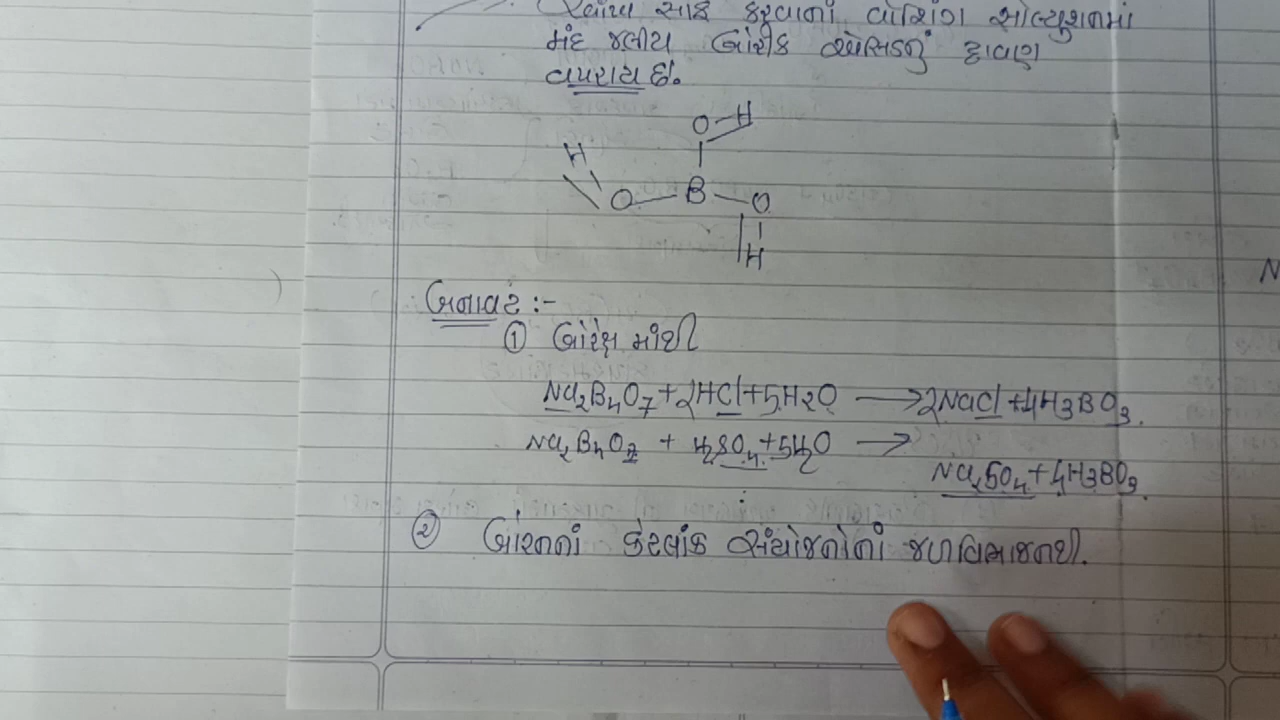 સાફ કરવાનાં વોશિંગ સોલ્યુશનમાં
મંદ જલીય બોરીક એસિડનું દ્રાવણ
વપરાય છે.
O-H
H
O-B-O
H
બનાવટ :-
① બોરેક્ષ માંથી
Na₂B₄O₇+2HCl+5H₂O ⟶ 2NaCl+4H₃BO₃.
Na₂B₄O₇ + H₂SO₄+5H₂O ⟶
Na₂SO₄+4H₃BO₃.
② બોરોનનાં કેટલાંક સંયોજનોનાં જળવિભાજનથી.